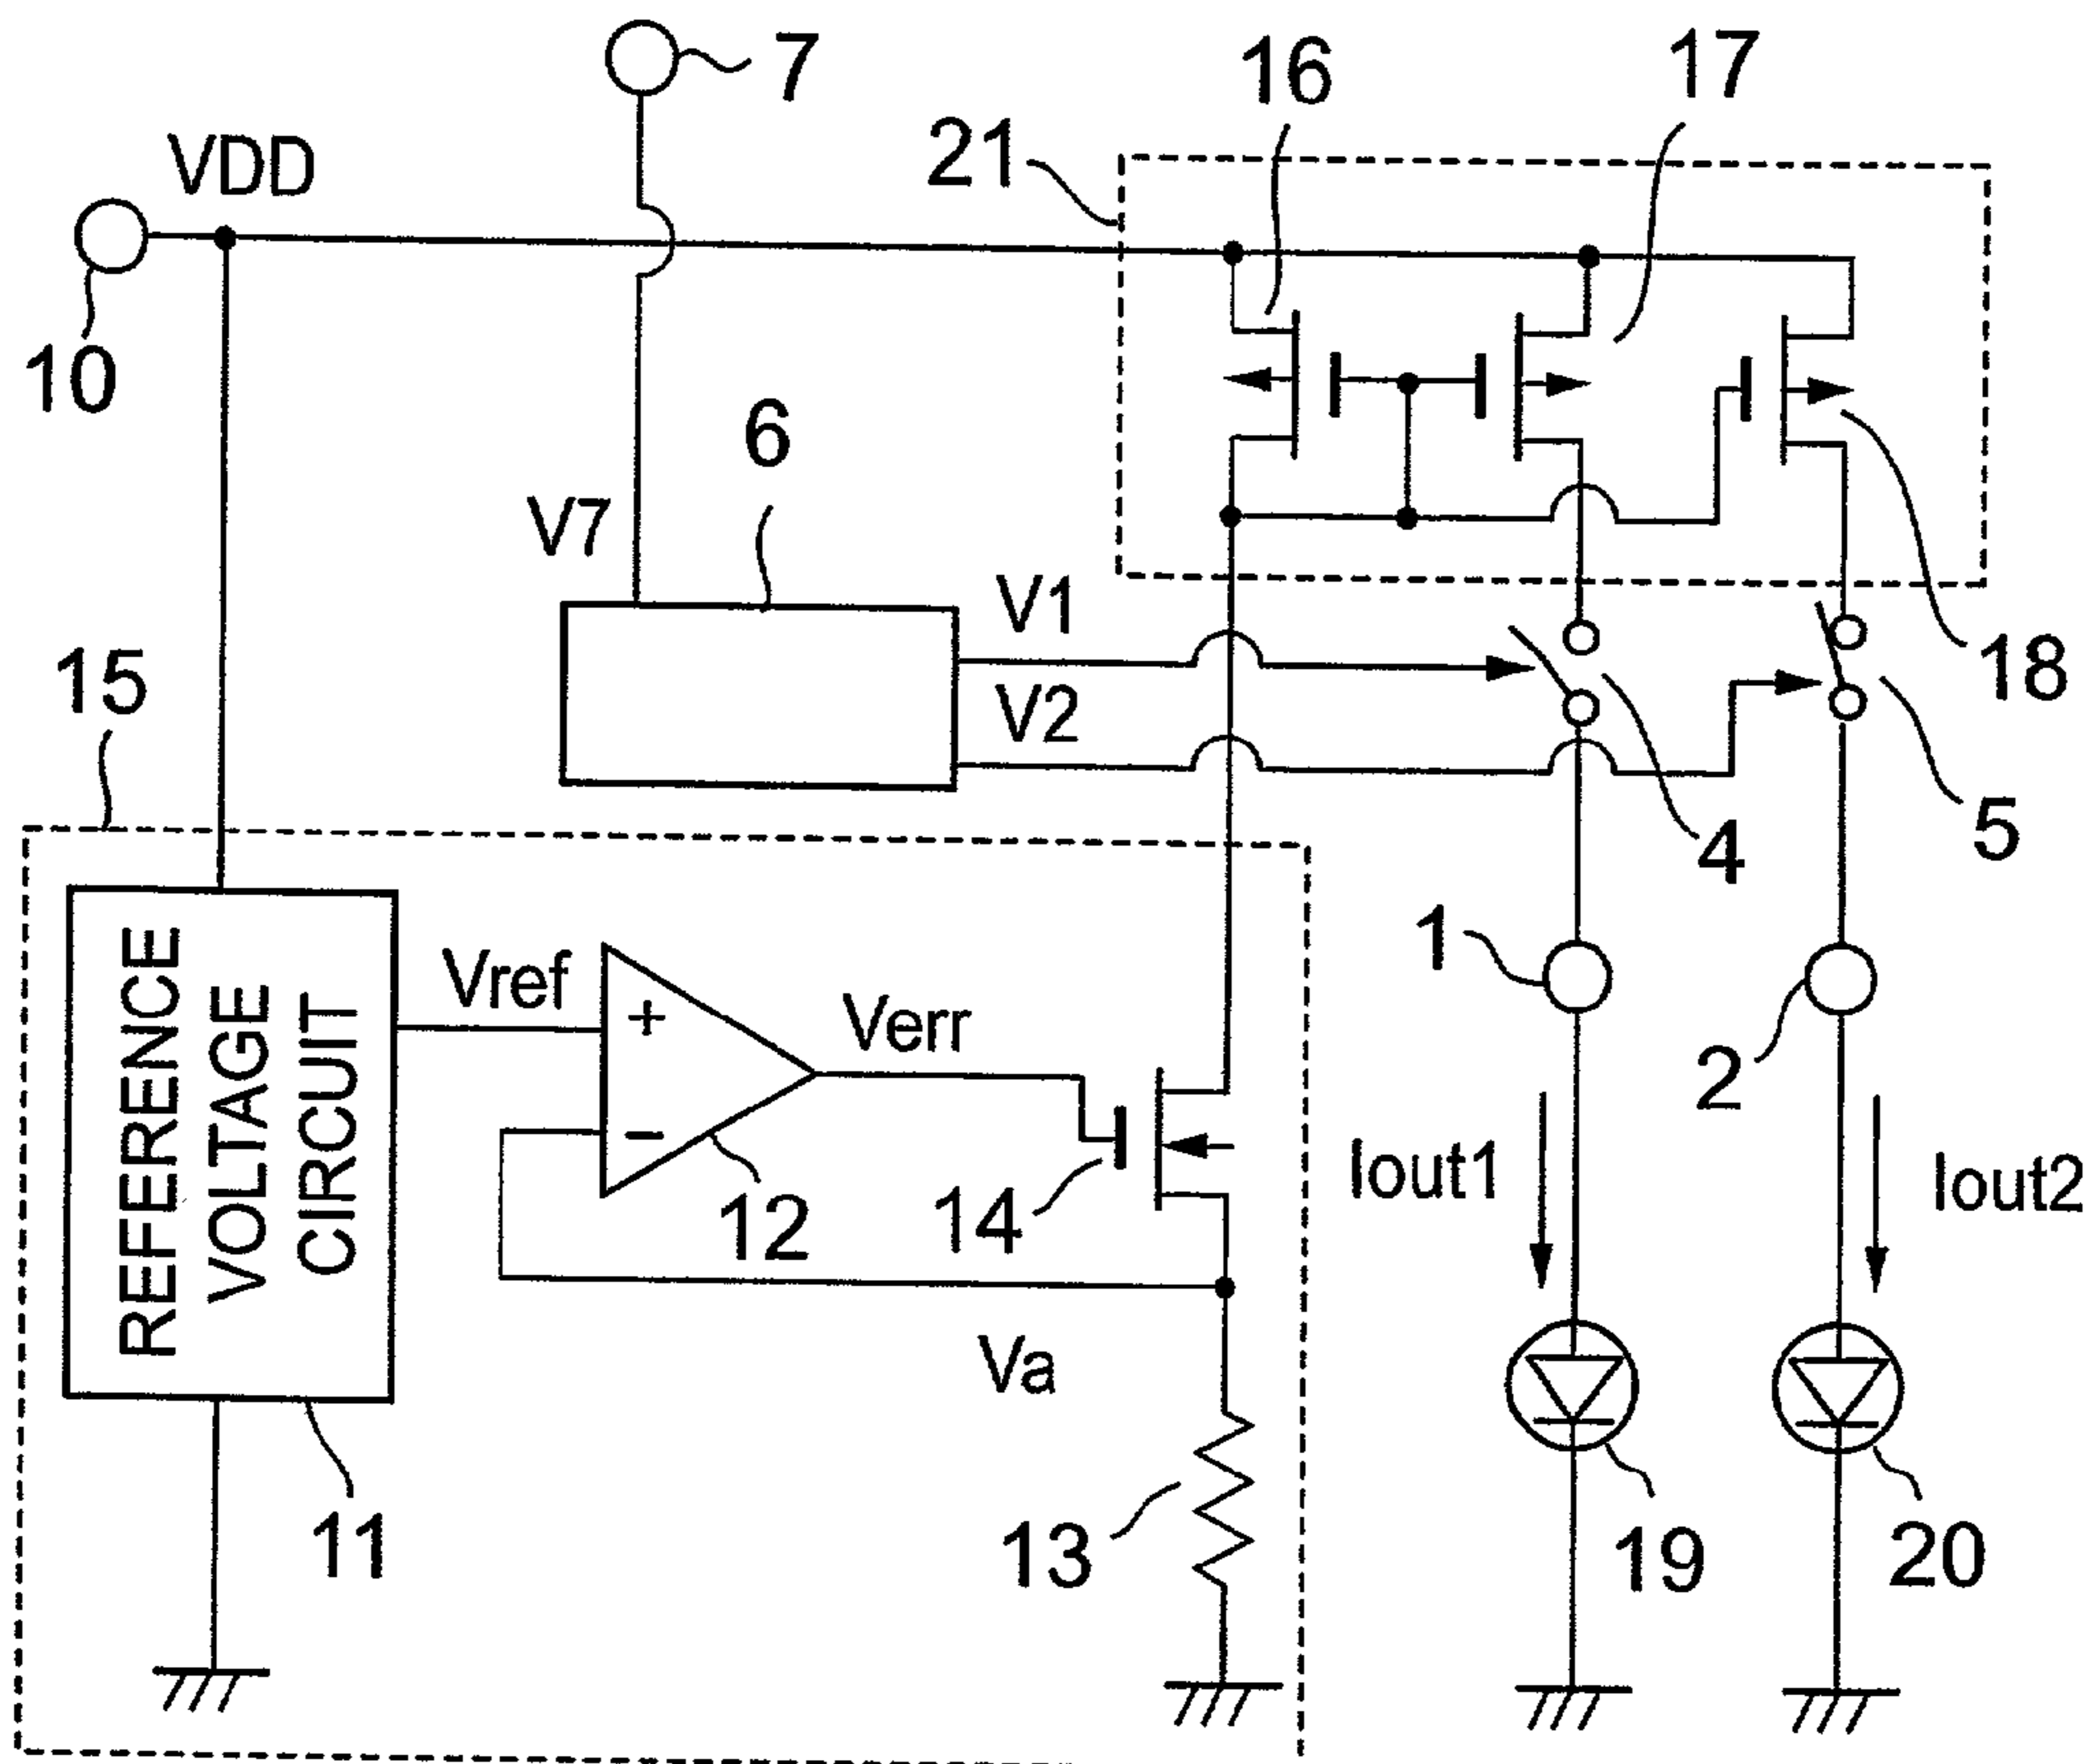 7
16
17
VDD
21
10
6
V7
V1
18
15
V2
5
4
1
Vref
Verr
2
REFERENCE
VOLTAGE
CIRCUIT
12
14
Iout1
Iout2
Va
11
13
19
20